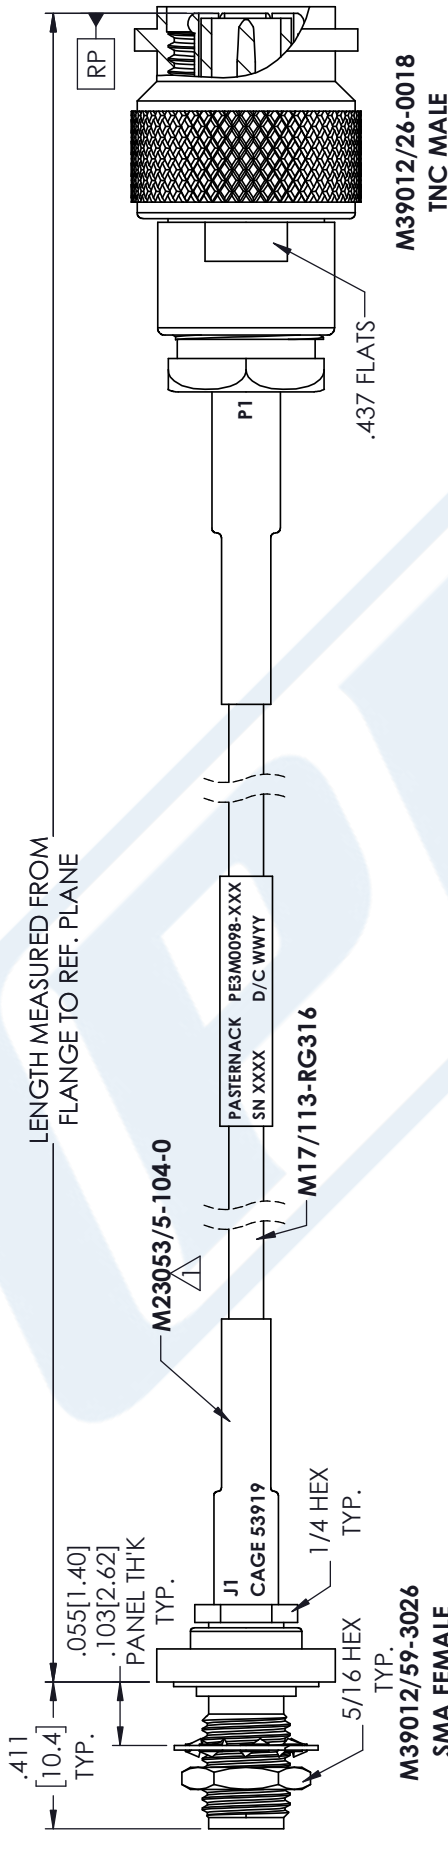 LENGTH MEASURED FROM
FLANGE TO REF. PLANE
RP
.411
[10.4]
TYP.
.055[1.40]
.103[2.62]
PANEL TH'K
TYP.
M23053/5-104-0
1
J1
CAGE 53919
PASTERNACK PE3M0098-XXX
SN XXXX D/C WWYY
P1
M17/113-RG316
1/4 HEX
TYP.
5/16 HEX
TYP.
.437 FLATS
M39012/59-3026
SMA FEMALE
M39012/26-0018
TNC MALE